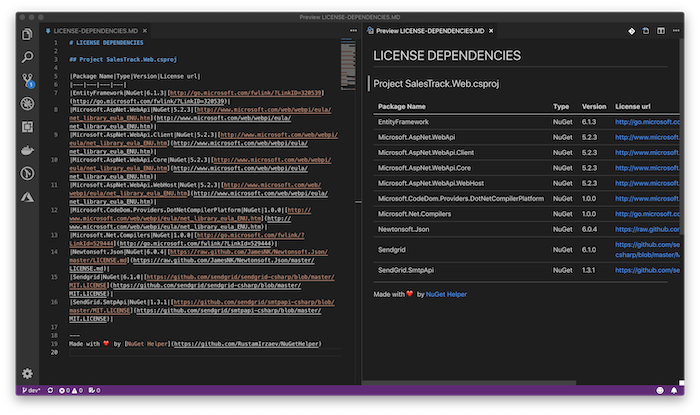 Preview LICENSE-DEPENDENCIES.MD
LICENSE-DEPENDENCIES.MD
1 # LICENSE DEPENDENCIES
2
3 ## Project SalesTrack.Web.csproj
4
5 |Package Name|Type|Version|License url|
6 |---|---|---|---|
7 |EntityFramework|NuGet|6.1.3|[http://go.microsoft.com/fwlink/?LinkID=320539]
(http://go.microsoft.com/fwlink/?LinkID=320539)|
8 |Microsoft.AspNet.WebApi|NuGet|5.2.3|[http://www.microsoft.com/web/webpi/eula/
net_library_eula_ENU.htm](http://www.microsoft.com/web/webpi/eula/
net_library_eula_ENU.htm)|
9 |Microsoft.AspNet.WebApi.Client|NuGet|5.2.3|[http://www.microsoft.com/web/webpi/
eula/net_library_eula_ENU.htm](http://www.microsoft.com/web/webpi/eula/
net_library_eula_ENU.htm)|
10 |Microsoft.AspNet.WebApi.Core|NuGet|5.2.3|[http://www.microsoft.com/web/webpi/
eula/net_library_eula_ENU.htm](http://www.microsoft.com/web/webpi/eula/
net_library_eula_ENU.htm)|
11 |Microsoft.AspNet.WebApi.WebHost|NuGet|5.2.3|[http://www.microsoft.com/web/
webpi/eula/net_library_eula_ENU.htm](http://www.microsoft.com/web/webpi/eula/
net_library_eula_ENU.htm)|
12 |Microsoft.CodeDom.Providers.DotNetCompilerPlatform|NuGet|1.0.0|[http://
www.microsoft.com/web/webpi/eula/net_library_eula_ENU.htm](http://
www.microsoft.com/web/webpi/eula/net_library_eula_ENU.htm)|
13 |Microsoft.Net.Compilers|NuGet|1.0.0|[http://go.microsoft.com/fwlink/?
LinkId=529444](http://go.microsoft.com/fwlink/?LinkId=529444)|
14 |Newtonsoft.Json|NuGet|6.0.4|[https://raw.github.com/JamesNK/Newtonsoft.Json/
master/LICENSE.md](https://raw.github.com/JamesNK/Newtonsoft.Json/master/
LICENSE.md)|
15 |Sendgrid|NuGet|6.1.0|[https://github.com/sendgrid/sendgrid-csharp/blob/master/
MIT.LICENSE](https://github.com/sendgrid/sendgrid-csharp/blob/master/
MIT.LICENSE)|
16 |SendGrid.SmtpApi|NuGet|1.3.1|[https://github.com/sendgrid/smtpapi-csharp/blob/
master/MIT.LICENSE](https://github.com/sendgrid/smtpapi-csharp/blob/master/
MIT.LICENSE)|
17
18 ---
19 Made with ❤️ by [NuGet Helper](https://github.com/RustamIrzaev/NuGetHelper)
20
Preview LICENSE-DEPENDENCIES.MD
LICENSE DEPENDENCIES
Project SalesTrack.Web.csproj
Package Name Type Version License url
EntityFramework NuGet 6.1.3 http://go.microsoft.co
Microsoft.AspNet.WebApi NuGet 5.2.3 http://www.microsoft.
Microsoft.AspNet.WebApi.Client NuGet 5.2.3 http://www.microsoft.
Microsoft.AspNet.WebApi.Core NuGet 5.2.3 http://www.microsoft.
Microsoft.AspNet.WebApi.WebHost NuGet 5.2.3 http://www.microsoft.
Microsoft.CodeDom.Providers.DotNetCompilerPlatform NuGet 1.0.0 http://www.microsoft.
Microsoft.Net.Compilers NuGet 1.0.0 http://go.microsoft.co
Newtonsoft.Json NuGet 6.0.4 https://raw.github.com
Sendgrid NuGet 6.1.0 https://github.com/se
csharp/blob/master/M
SendGrid.SmtpApi NuGet 1.3.1 https://github.com/se
Made with ❤️ by NuGet Helper
1
dev* 0 0 0